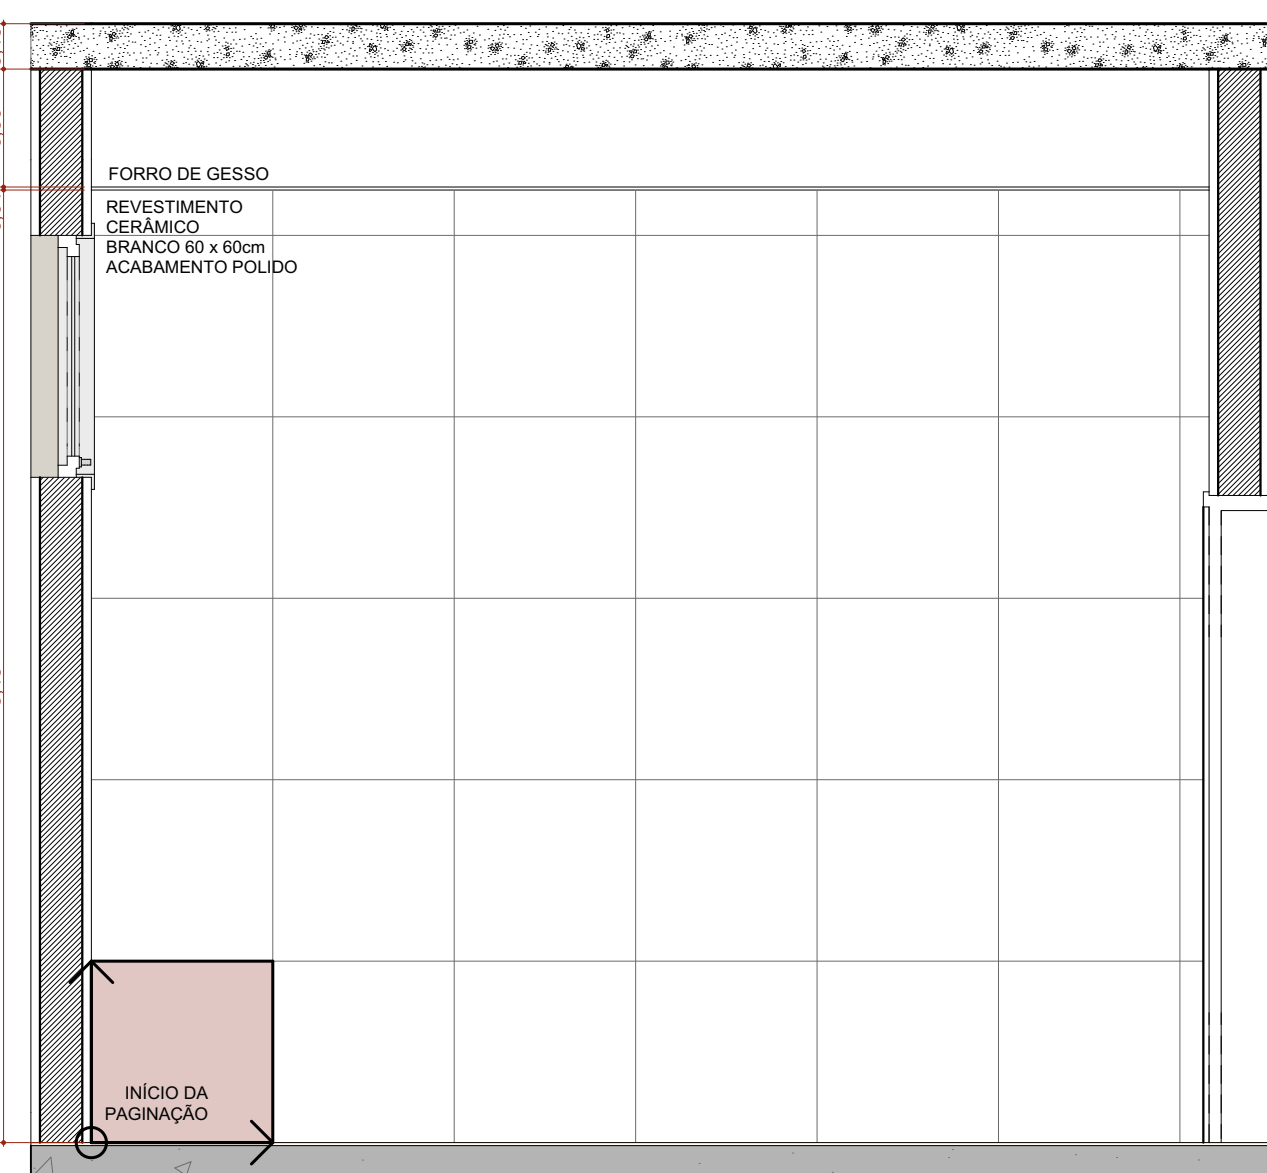 FORRO DE GESSO
REVESTIMENTO
CERÂMICO
BRANCO 60 x 60cm
ACABAMENTO POLIDO
INÍCIO DA
PAGINAÇÃO